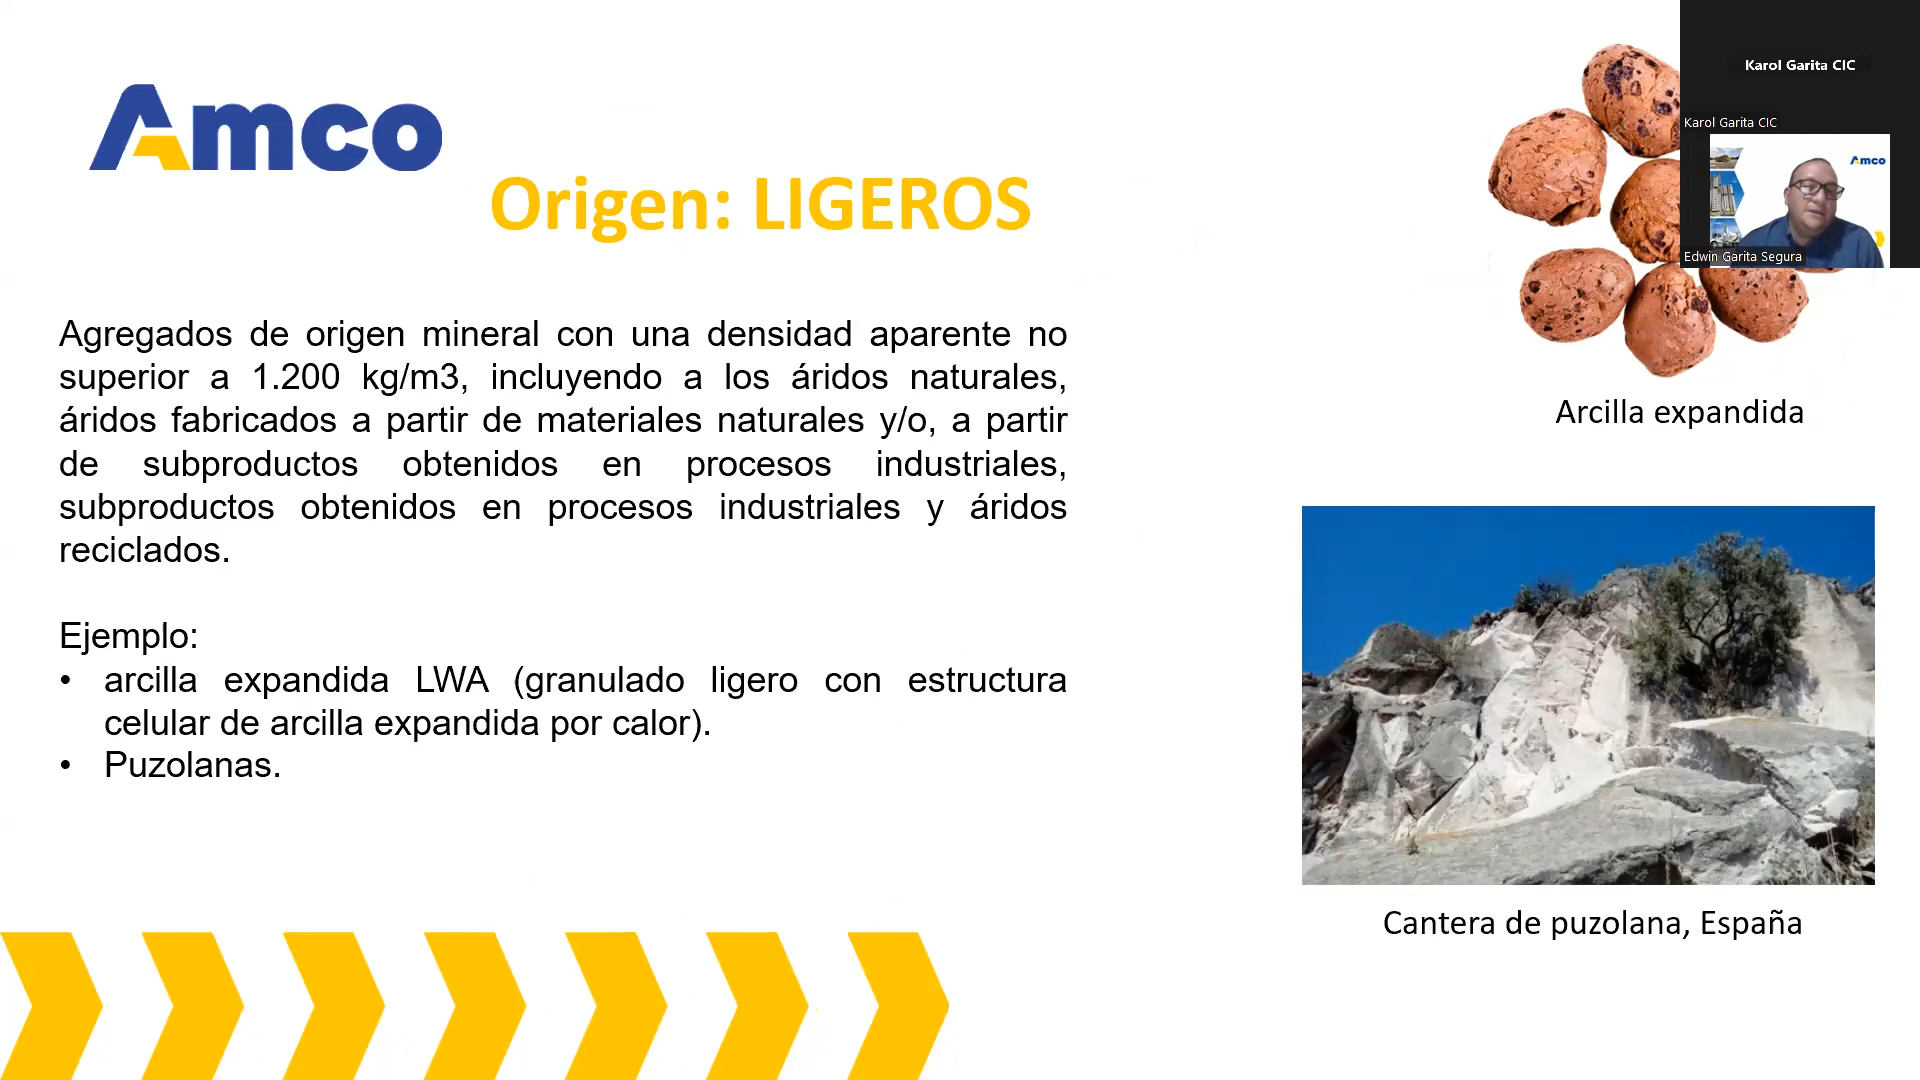 Amco
Origen: LIGEROS
Agregados de origen mineral con una densidad aparente no
superior a 1.200 kg/m3, incluyendo a los áridos naturales,
áridos fabricados a partir de materiales naturales y/o, a partir
de subproductos obtenidos en procesos industriales,
subproductos obtenidos en procesos industriales y áridos
reciclados.
Ejemplo:
• arcilla expandida LWA (granulado ligero con estructura
celular de arcilla expandida por calor).
• Puzolanas.
Karol Garita CIC
Karol Garita CIC
Amco
Edwin Garita Segura
Arcilla expandida
Cantera de puzolana, España